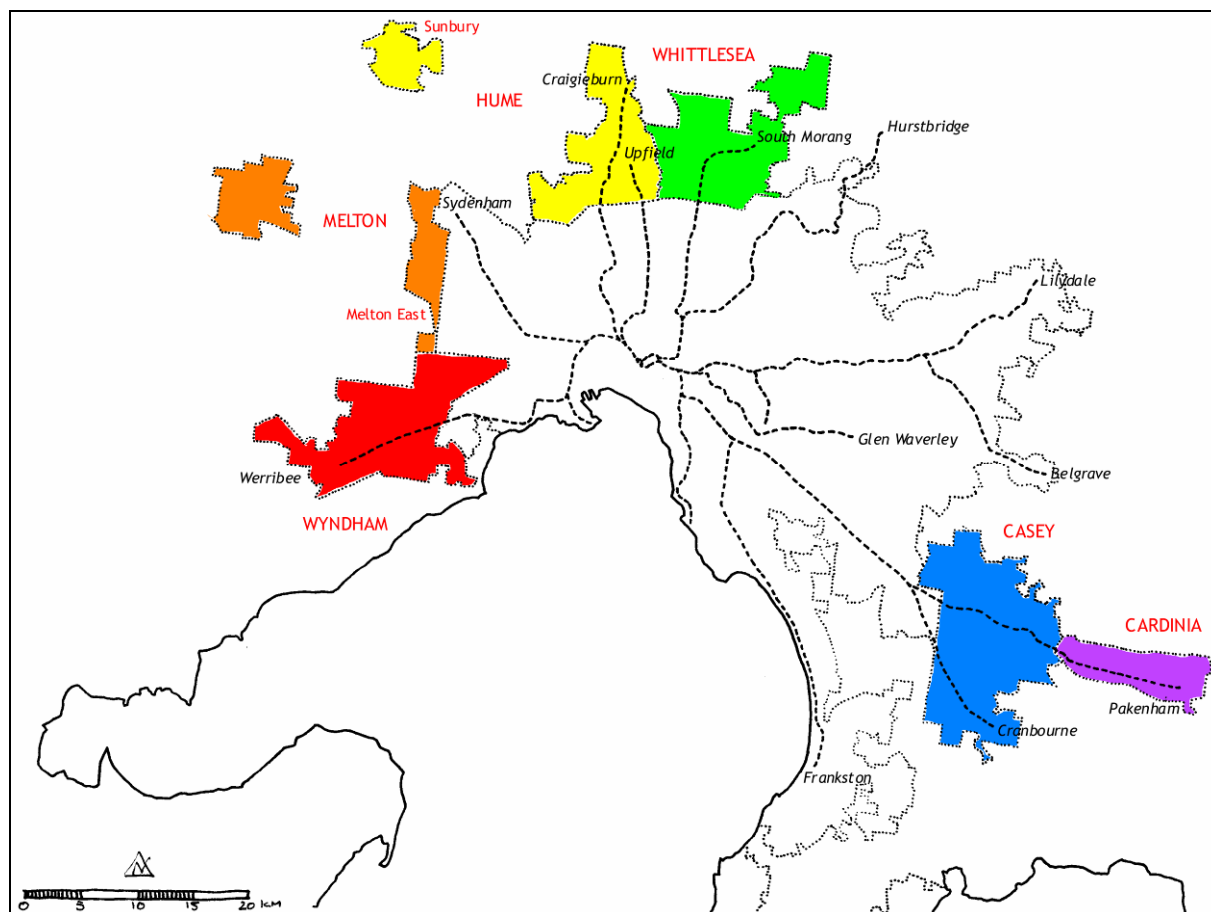 Sunbury
WHITTLESEA
Craigieburn
HUME
Hurstbridge
South Morang
Upfield
Sydenham
MELTON
Lilydale
Melton East
Glen Waverley
Werribee
Belgrave
WYNDHAM
CASEY
CARDINIA
Pakenham
Cranbourne
Frankston
N
0 5 10 15 20 KM